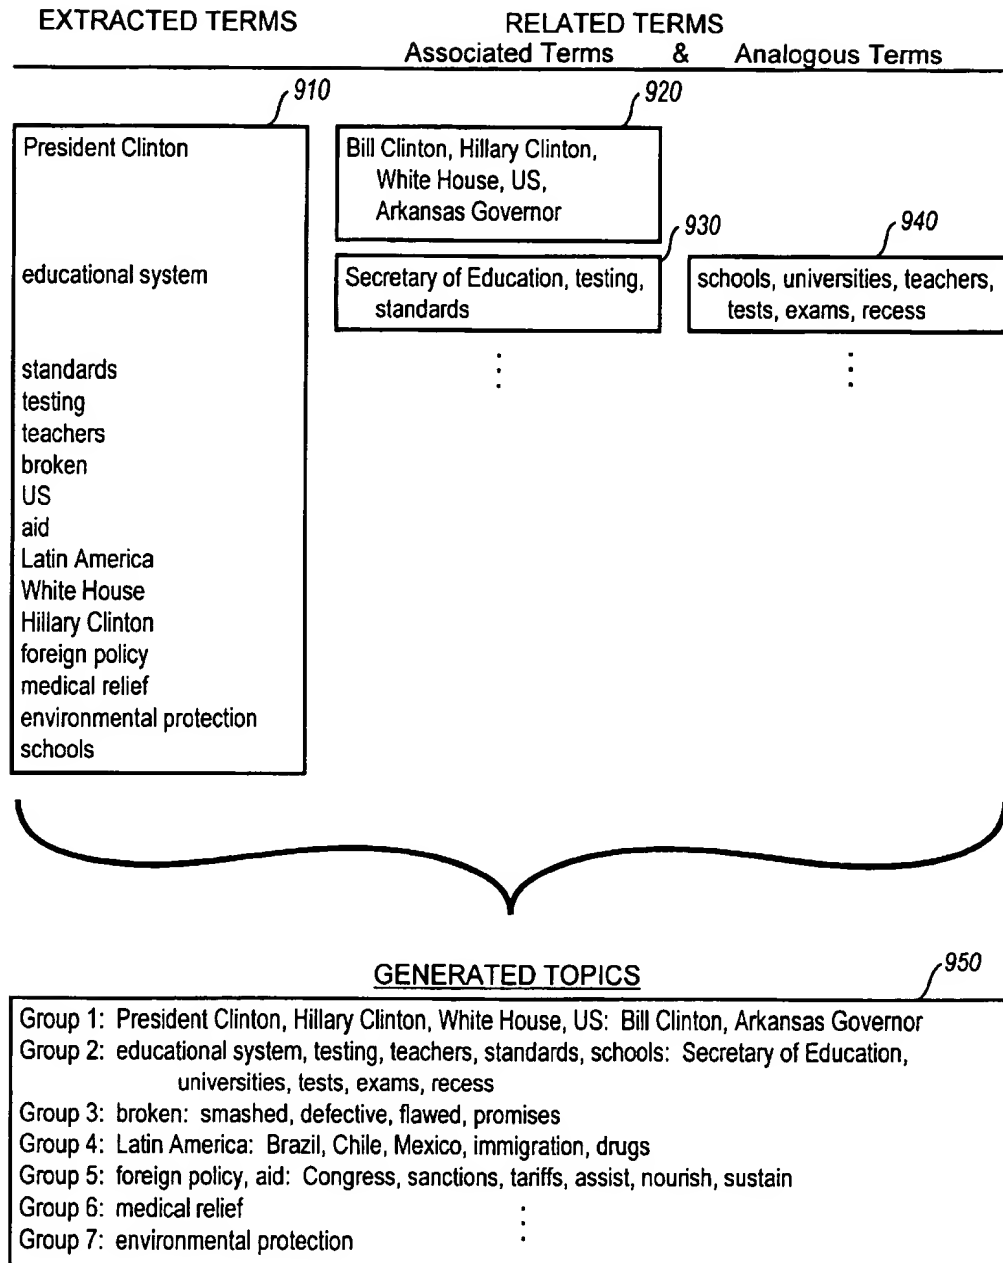 EXTRACTED TERMS
RELATED TERMS
Associated Terms & Analogous Terms
910
920
President Clinton
Bill Clinton, Hillary Clinton,
White House, US,
Arkansas Governor
930
940
educational system
Secretary of Education, testing,
standards
schools, universities, teachers,
tests, exams, recess
standards
testing
teachers
broken
US
aid
Latin America
White House
Hillary Clinton
foreign policy
medical relief
environmental protection
schools
GENERATED TOPICS
950
Group 1: President Clinton, Hillary Clinton, White House, US: Bill Clinton, Arkansas Governor
Group 2: educational system, testing, teachers, standards, schools: Secretary of Education,
universities, tests, exams, recess
Group 3: broken: smashed, defective, flawed, promises
Group 4: Latin America: Brazil, Chile, Mexico, immigration, drugs
Group 5: foreign policy, aid: Congress, sanctions, tariffs, assist, nourish, sustain
Group 6: medical relief
Group 7: environmental protection